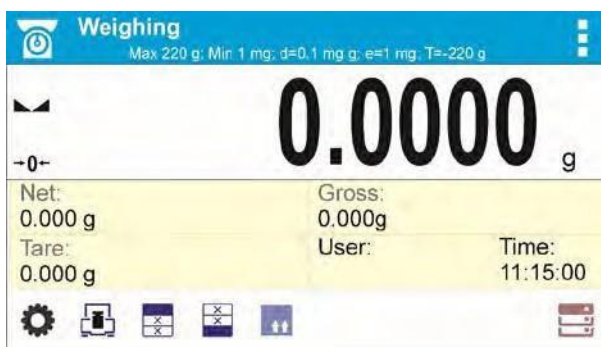 Weighing
Max 220 g; Min 1 mg; d=0,1 mg g; e=1 mg; T=-220 g
0.0000 g
→0←
Net:
0.000 g
Gross:
0.000g
Tare:
0.000 g
User:
Time:
11:15:00